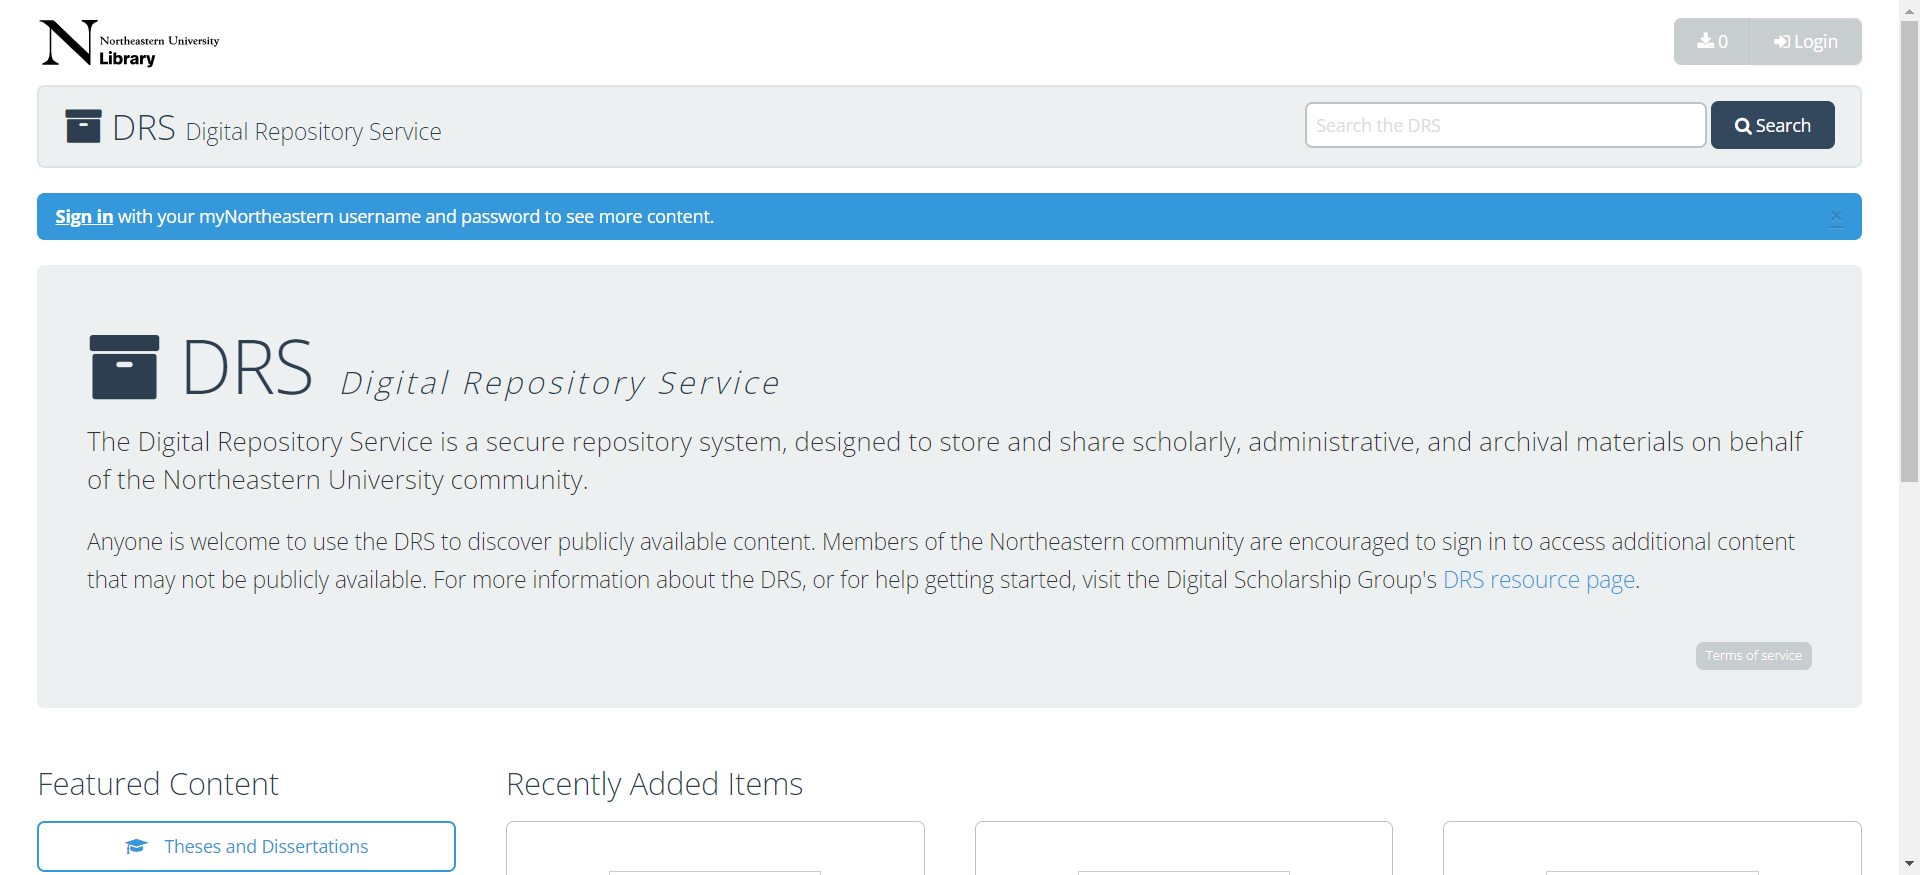 Northeastern University
Library
0
Login
DRS Digital Repository Service
Search the DRS
Search
Sign in with your myNortheastern username and password to see more content.
×
DRS Digital Repository Service
The Digital Repository Service is a secure repository system, designed to store and share scholarly, administrative, and archival materials on behalf
of the Northeastern University community.
Anyone is welcome to use the DRS to discover publicly available content. Members of the Northeastern community are encouraged to sign in to access additional content
that may not be publicly available. For more information about the DRS, or for help getting started, visit the Digital Scholarship Group's DRS resource page.
Terms of service
Featured Content
Recently Added Items
Theses and Dissertations